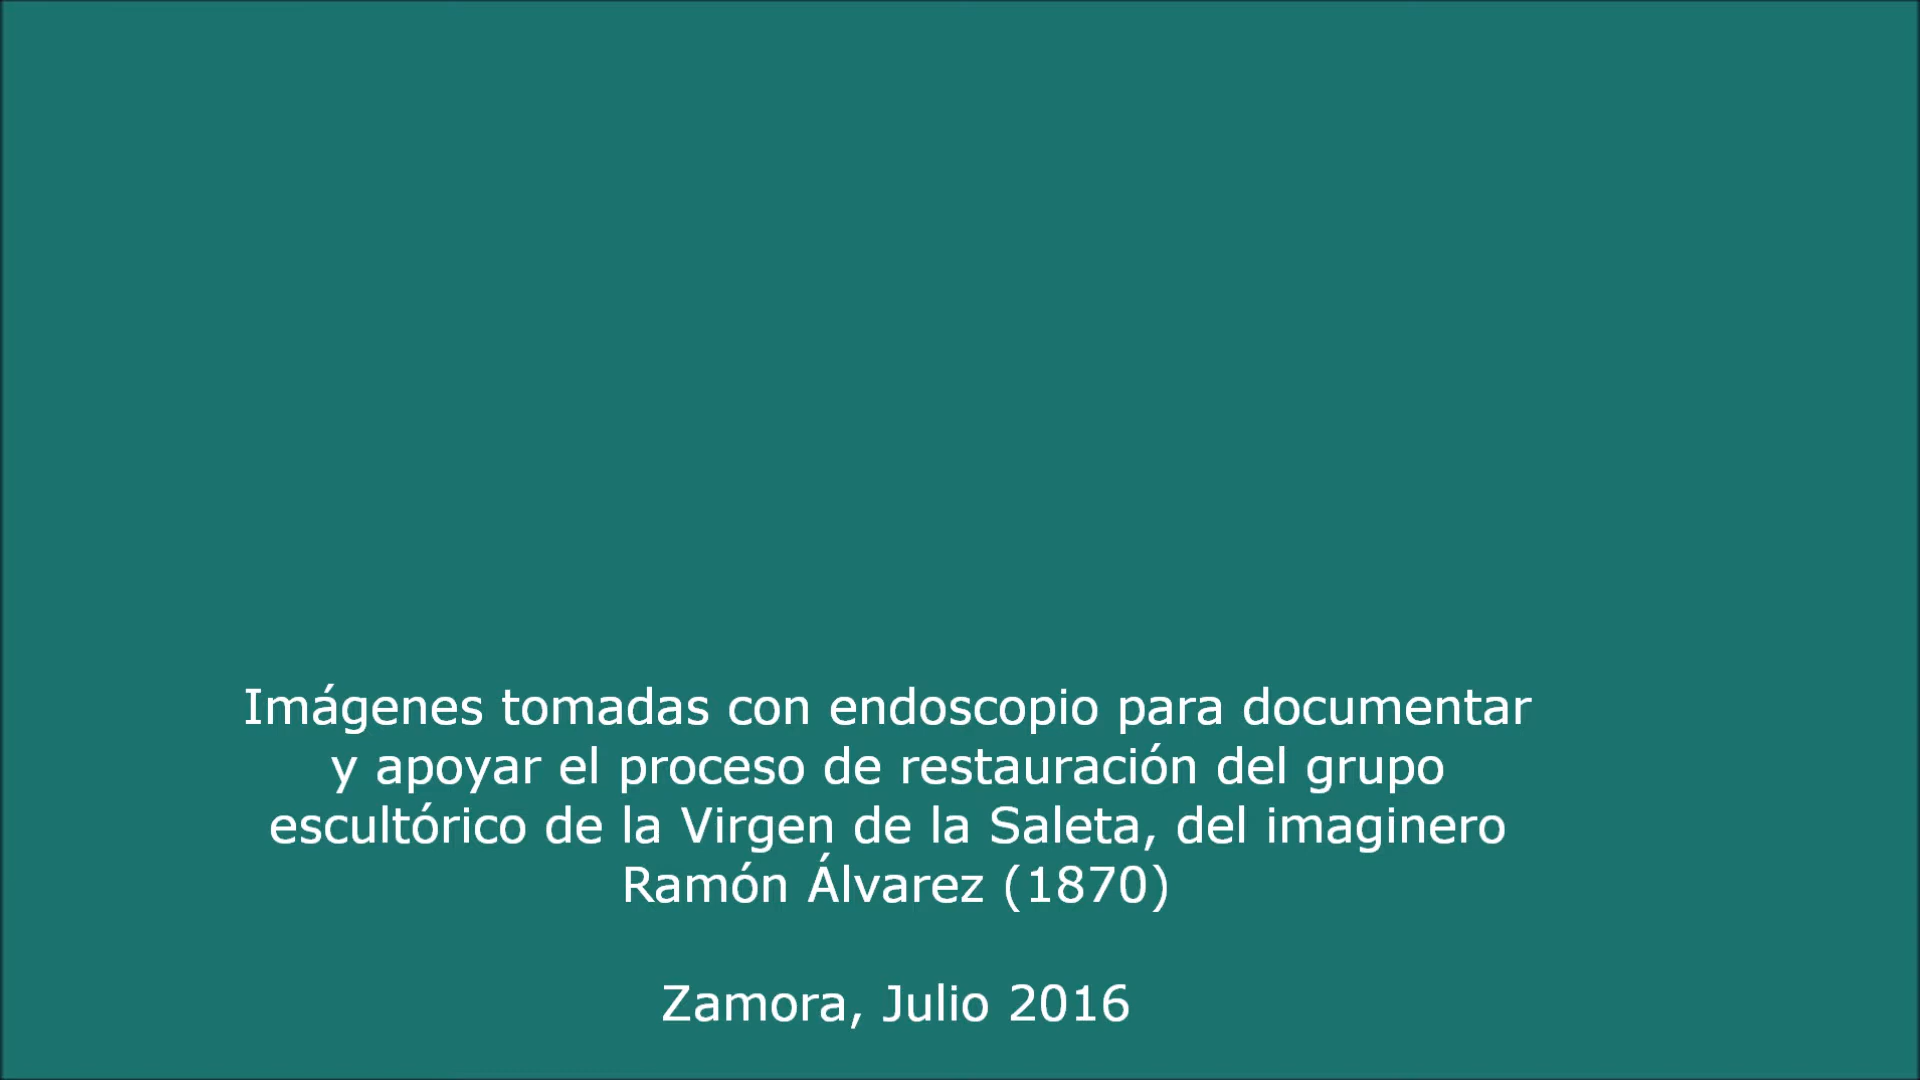 Imágenes tomadas con endoscopio para documentar
y apoyar el proceso de restauración del grupo
escultórico de la Virgen de la Saleta, del imaginero
Ramón Álvarez (1870)
Zamora, Julio 2016